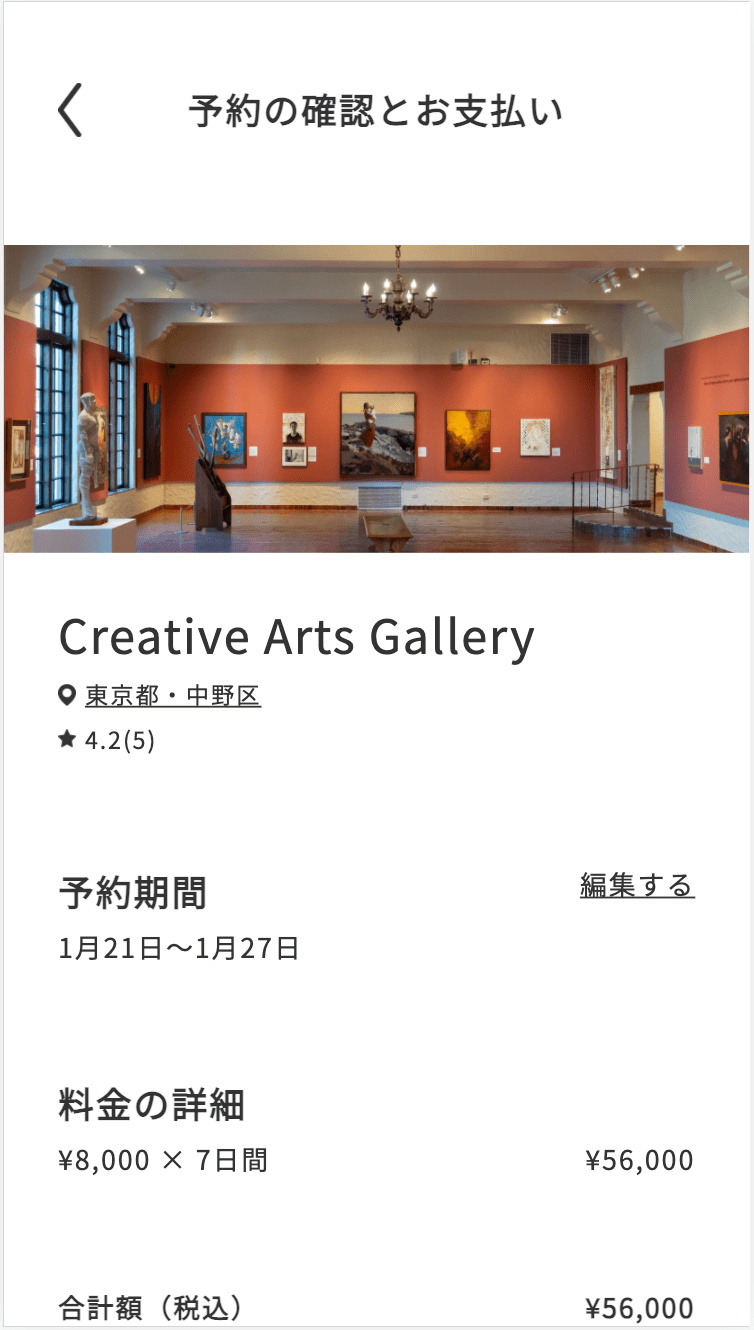 予約の確認とお支払い
Creative Arts Gallery
東京都・中野区
4.2(5)
予約期間
編集する
1月21日〜1月27日
料金の詳細
¥8,000 × 7日間
¥56,000
合計額（税込）
¥56,000